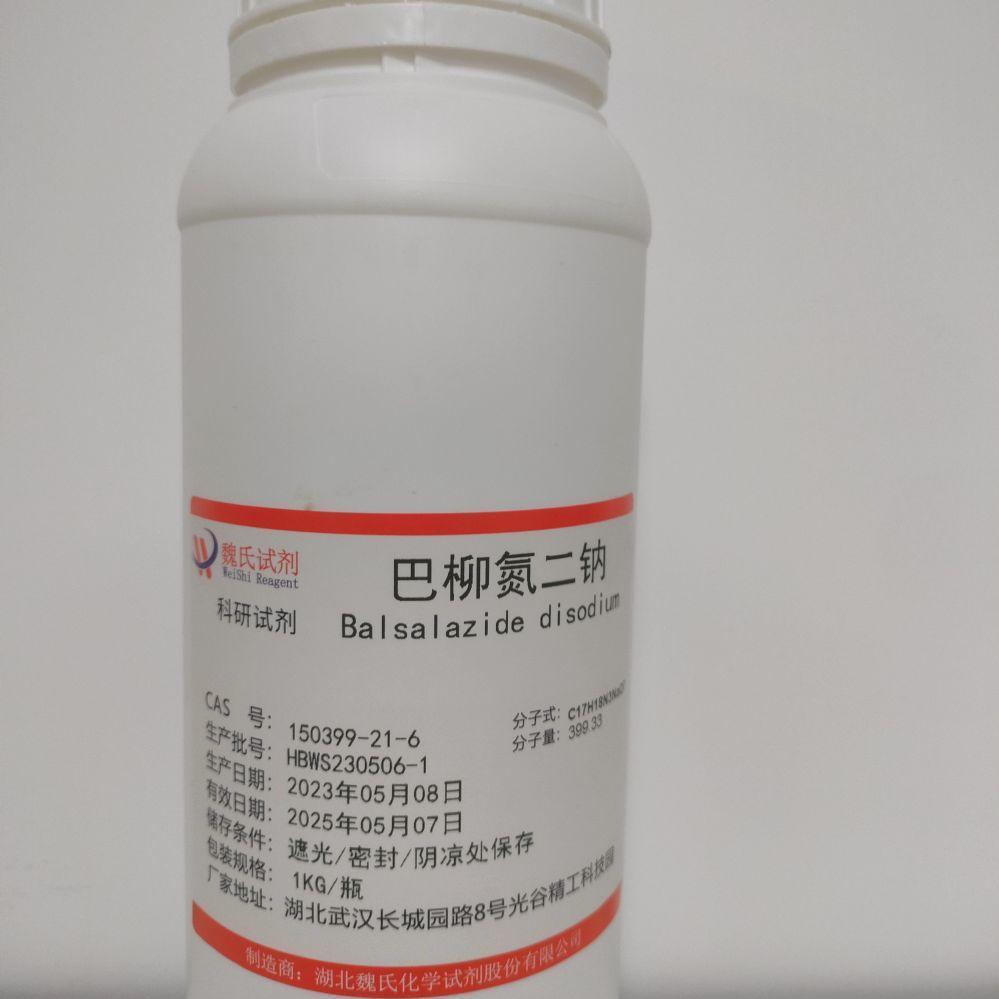 魏氏试剂
WeiShi Reagent
科研试剂
巴柳氮二钠
Balsalazide disodium
CAS 号: 150399-21-6
生产批号: HBWS230506-1
生产日期: 2023年05月08日
有效日期: 2025年05月07日
储存条件: 遮光/密封/阴凉处保存
包装规格: 1KG/瓶
厂家地址: 湖北武汉长城园路8号光谷精工科技园
分子式:
分子量: 399.33
制造商: 湖北魏氏化学试剂股份有限公司